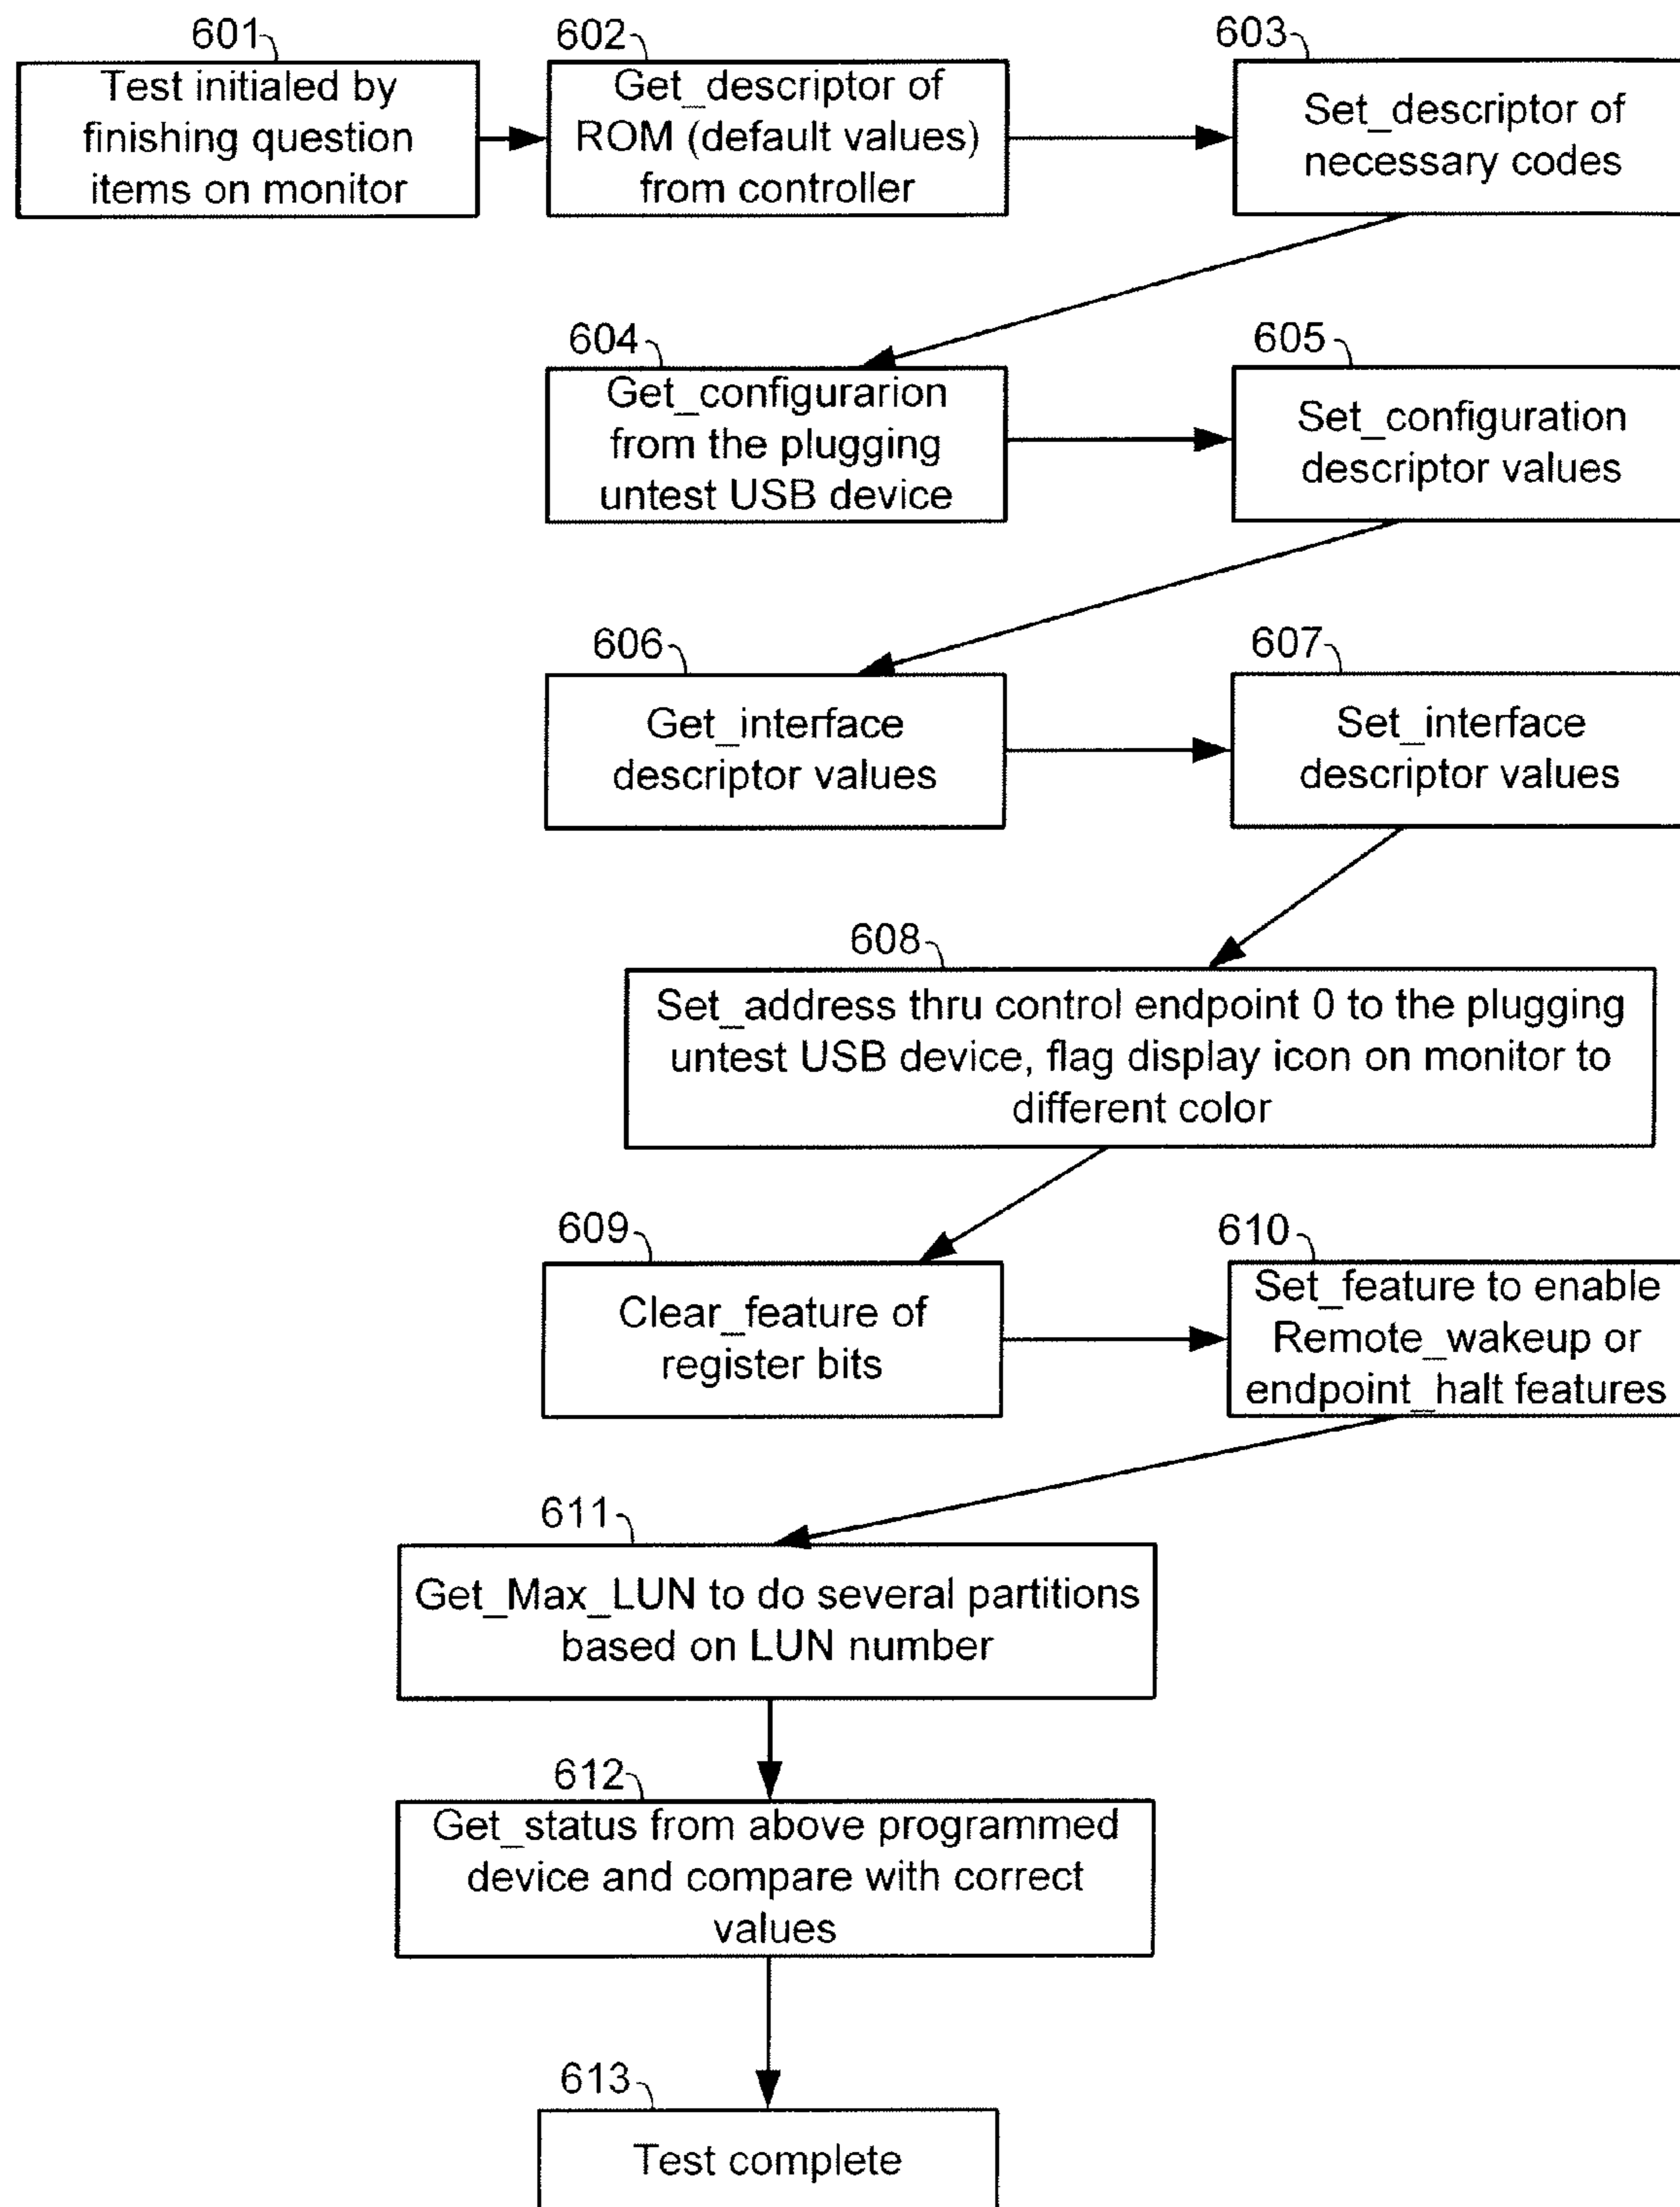 601
Test initialed by
finishing question
items on monitor
602
Get_descriptor of
ROM (default values)
from controller
603
Set_descriptor of
necessary codes
604
Get_configurarion
from the plugging
untest USB device
605
Set_configuration
descriptor values
606
Get_interface
descriptor values
607
Set_interface
descriptor values
608
Set_address thru control endpoint 0 to the plugging
untest USB device, flag display icon on monitor to
different color
609
Clear_feature of
register bits
610
Set_feature to enable
Remote_wakeup or
endpoint_halt features
611
Get_Max_LUN to do several partitions
based on LUN number
612
Get_status from above programmed
device and compare with correct
values
613
Test complete